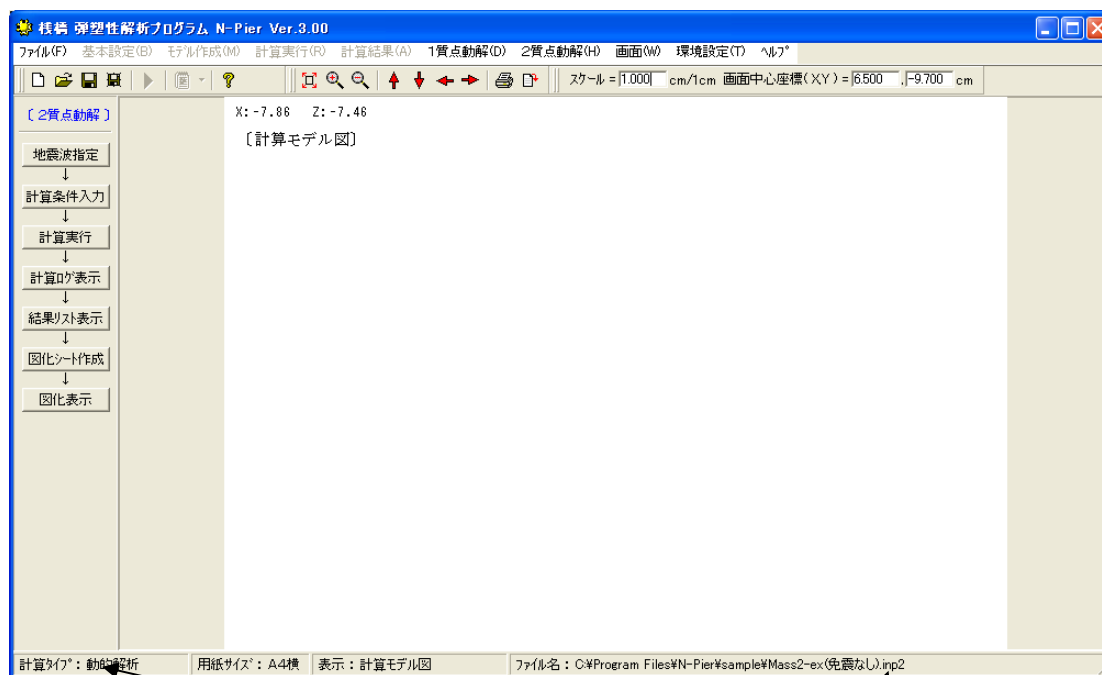 桟橋 弾塑性解析プログラム N-Pier Ver.3.00
ファイル(F) 基本設定(B) モデル作成(M) 計算実行(R) 計算結果(A) 1質点動解(D) 2質点動解(H) 画面(W) 環境設定(T) ヘルプ
スケール = 1.000 cm/1cm 画面中心座標(XY) = 6.500 , -9.700 cm
〔2質点動解〕
X:-7.86 Z:-7.46
〔計算モデル図〕
地震波指定
↓
計算条件入力
↓
計算実行
↓
計算ログ表示
↓
結果リスト表示
↓
図化シート作成
↓
図化表示
計算タイプ：動的解析 用紙サイズ：A4横 表示：計算モデル図 ファイル名：C:¥Program Files¥N-Pier¥sample¥Mass2-ex(免震なし).inp2